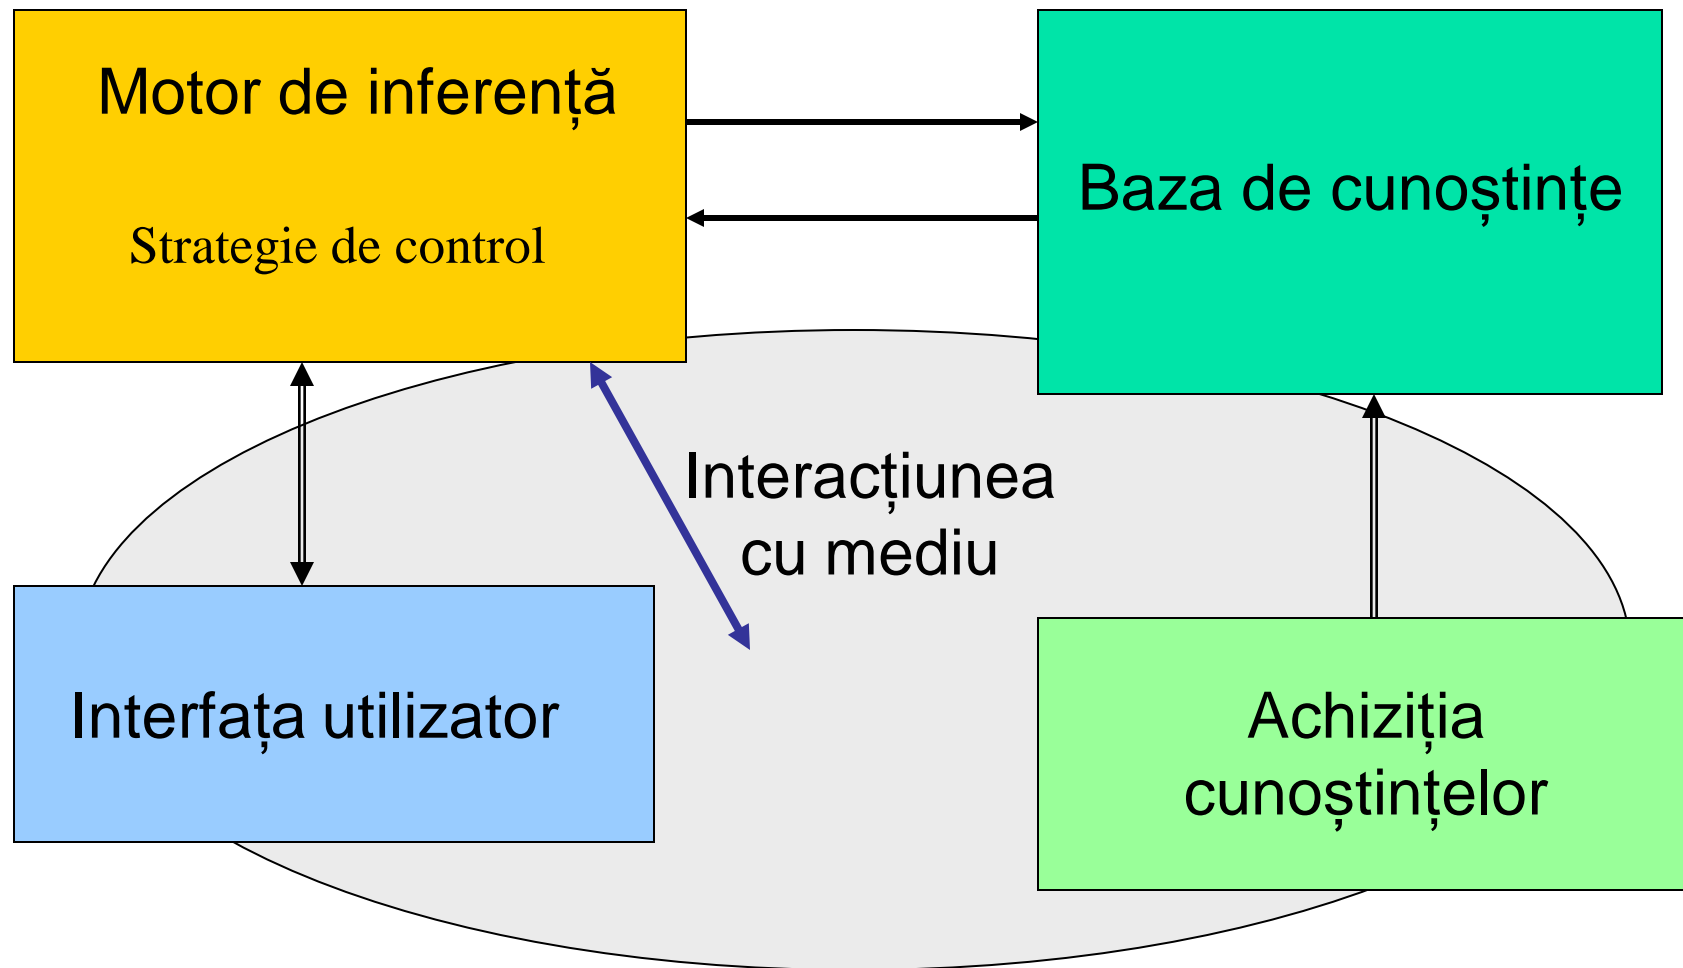 Motor de inferență
Strategie de control
Baza de cunoștințe
Interacțiunea
cu mediu
Interfața utilizator
Achiziția
cunoștințelor